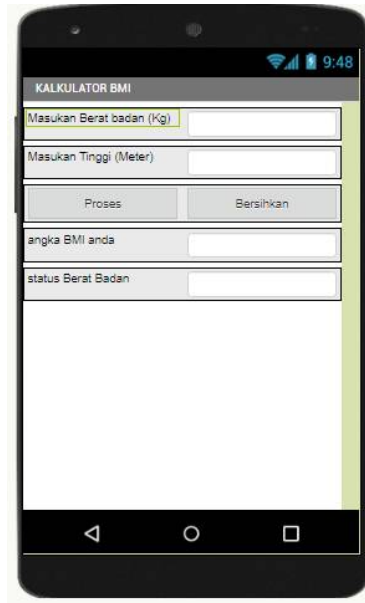 9:48
KALKULATOR BMI
Masukan Berat badan (Kg)
Masukan Tinggi (Meter)
Proses Bersihkan
angka BMI anda
status Berat Badan